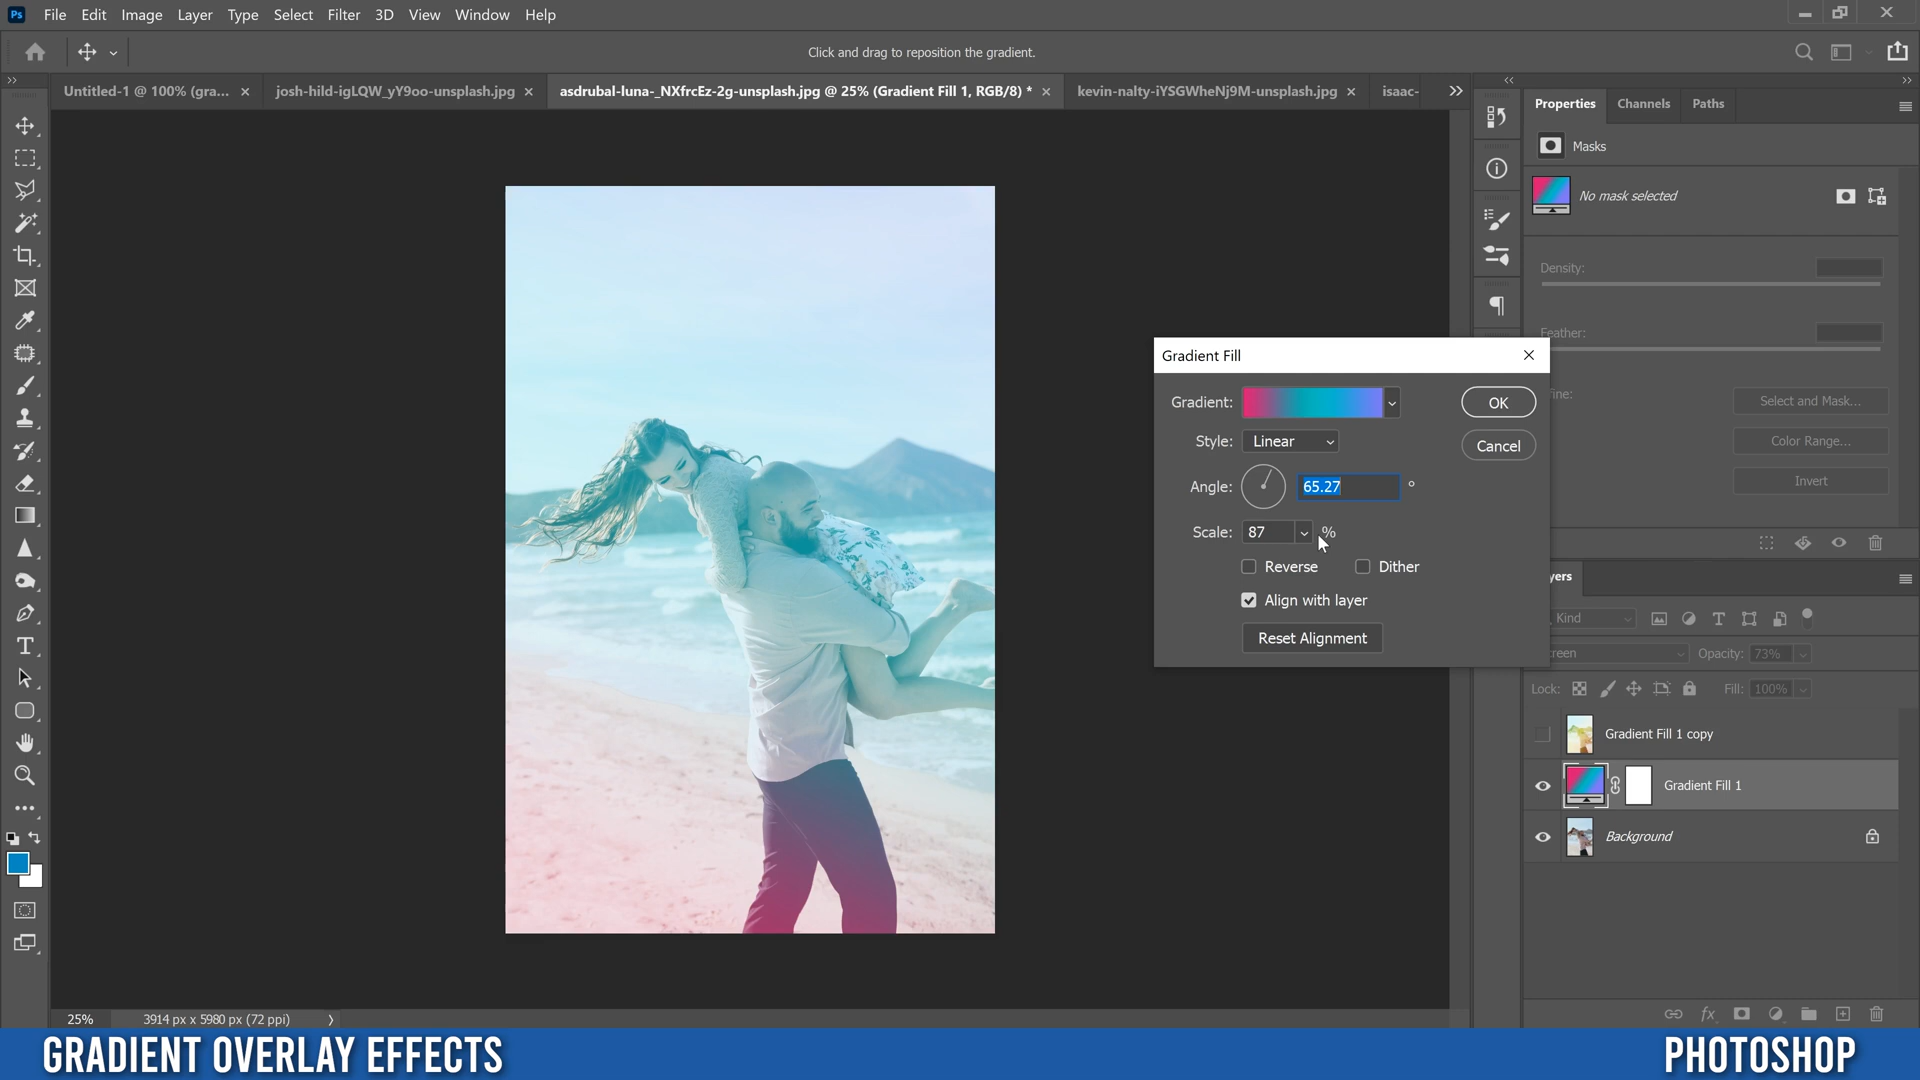 Ps File Edit Image Layer Type Select Filter 3D View Window Help
Click and drag to reposition the gradient.
Untitled-1 @ 100% (gra... × josh-hild-igLQW_yY9oo-unsplash.jpg × asdrubal-luna-_NXfrcEz-2g-unsplash.jpg @ 25% (Gradient Fill 1, RGB/8) * × kevin-nalty-iYSGWheNj9M-unsplash.jpg × isaac-
Properties Channels Paths
Masks
No mask selected
Density:
Feather:
Gradient Fill
Gradient: OK
Style: Linear Cancel
Angle: 65.27 °
Scale: 87 %
Reverse Dither
Align with layer
Reset Alignment
ine:
Select and Mask...
Color Range...
Invert
yers
Kind
reen Opacity: 73%
Lock: Fill: 100%
Gradient Fill 1 copy
Gradient Fill 1
Background
fx
25% 3914 px x 5980 px (72 ppi)
GRADIENT OVERLAY EFFECTS PHOTOSHOP